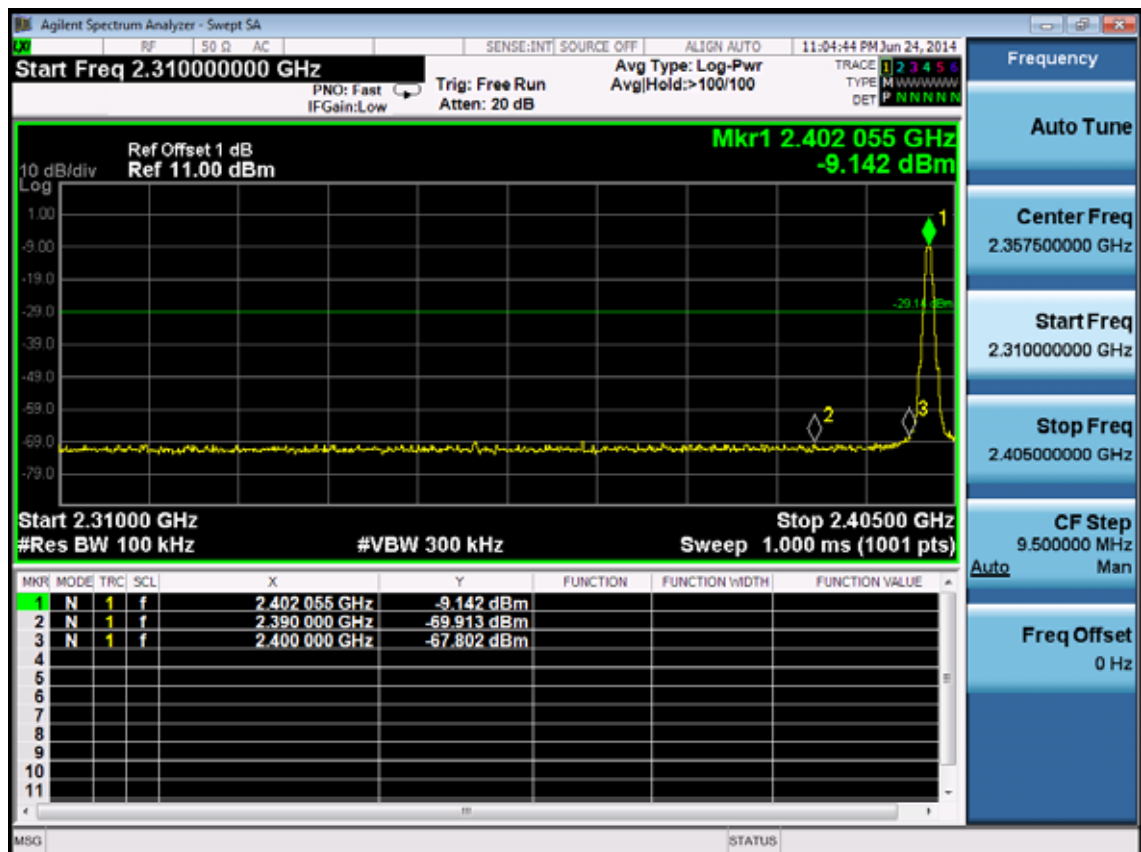 Agilent Spectrum Analyzer - Swept SA
RF 50 Ω AC SENSE:INT SOURCE OFF ALIGN AUTO 11:04:44 PM Jun 24, 2014
Start Freq 2.310000000 GHz
PNO: Fast
IFGain:Low
Trig: Free Run
Atten: 20 dB
Avg Type: Log-Pwr
Avg|Hold:>100/100
TRACE 1 2 3 4 5 6
TYPE M WWWWW
DET P N N N N N
Mkr1 2.402 055 GHz
-9.142 dBm
Ref Offset 1 dB
10 dB/div Ref 11.00 dBm
Log
1.00
-9.00
-19.0
-29.0
-39.0
-49.0
-59.0
-69.0
-79.0
1
-29.14 dBm
2
3
Start 2.31000 GHz Stop 2.40500 GHz
#Res BW 100 kHz #VBW 300 kHz Sweep 1.000 ms (1001 pts)
MKR MODE TRC SCL X Y FUNCTION FUNCTION WIDTH FUNCTION VALUE
1 N 1 f 2.402 055 GHz -9.142 dBm
2 N 1 f 2.390 000 GHz -69.913 dBm
3 N 1 f 2.400 000 GHz -67.802 dBm
4
5
6
7
8
9
10
11
MSG STATUS
Frequency
Auto Tune
Center Freq
2.357500000 GHz
Start Freq
2.310000000 GHz
Stop Freq
2.405000000 GHz
CF Step
9.500000 MHz
Auto Man
Freq Offset
0 Hz